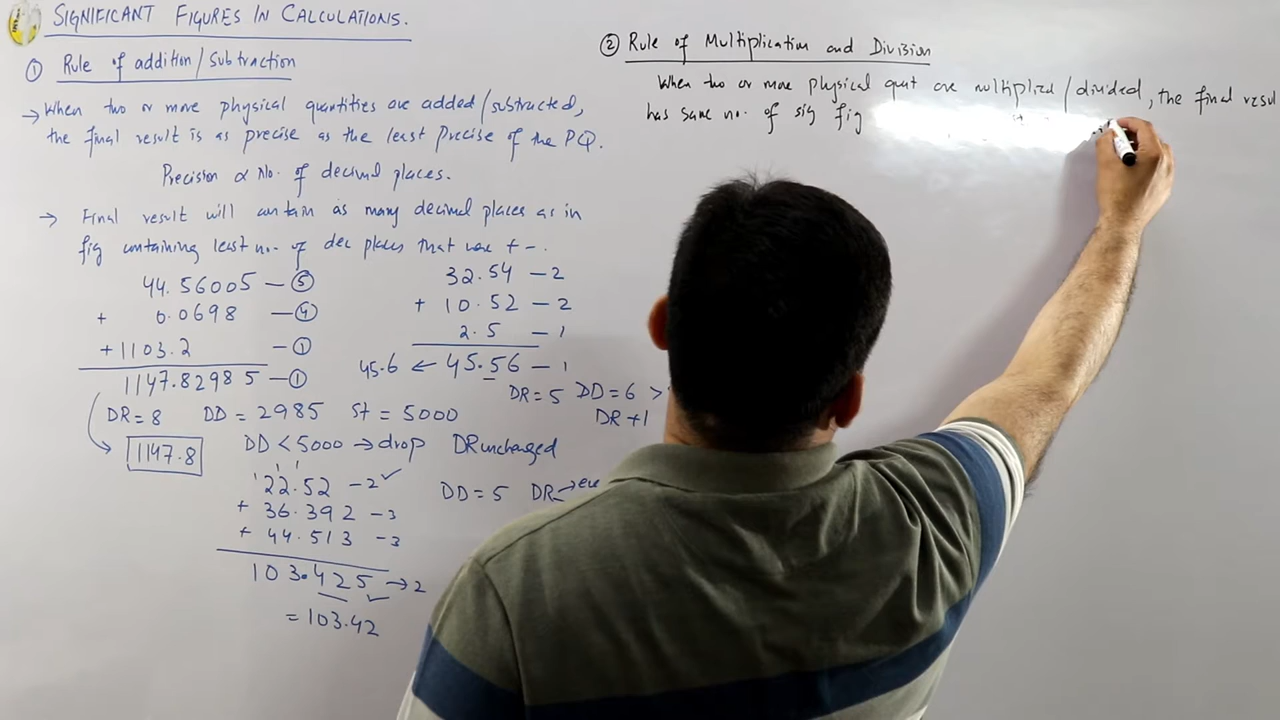 SIGNIFICANT FIGURES IN CALCULATIONS.
① Rule of addition/subtraction
→ When two or more physical quantities are added/subtracted,
the final result is as precise as the least precise of the PQ.
Precision ∝ No. of decimal places.
→ Final result will contain as many decimal places as in
fig containing least no. of dec places that were + -.
44.56005 - ⑤
+ 0.0698 - ④
+1103.2 - ①
1147.82985 - ①
DR = 8 DD = 2985 St = 5000
1147.8
DD < 5000 → drop DR unchanged
32.54 - 2
+ 10.52 - 2
2.5 - 1
45.6 ← 45.56 - 1
DR = 5 DD = 6 >
DR +1
1 1 1
22.52 - 2 ✓
+ 36.392 - 3
+ 44.513 - 3
103.425 → 2
= 103.42
DD = 5 DR → eve
② Rule of Multiplication and Division
When two or more physical quat are multiplied/divided, the final resul
has same no. of sig fig